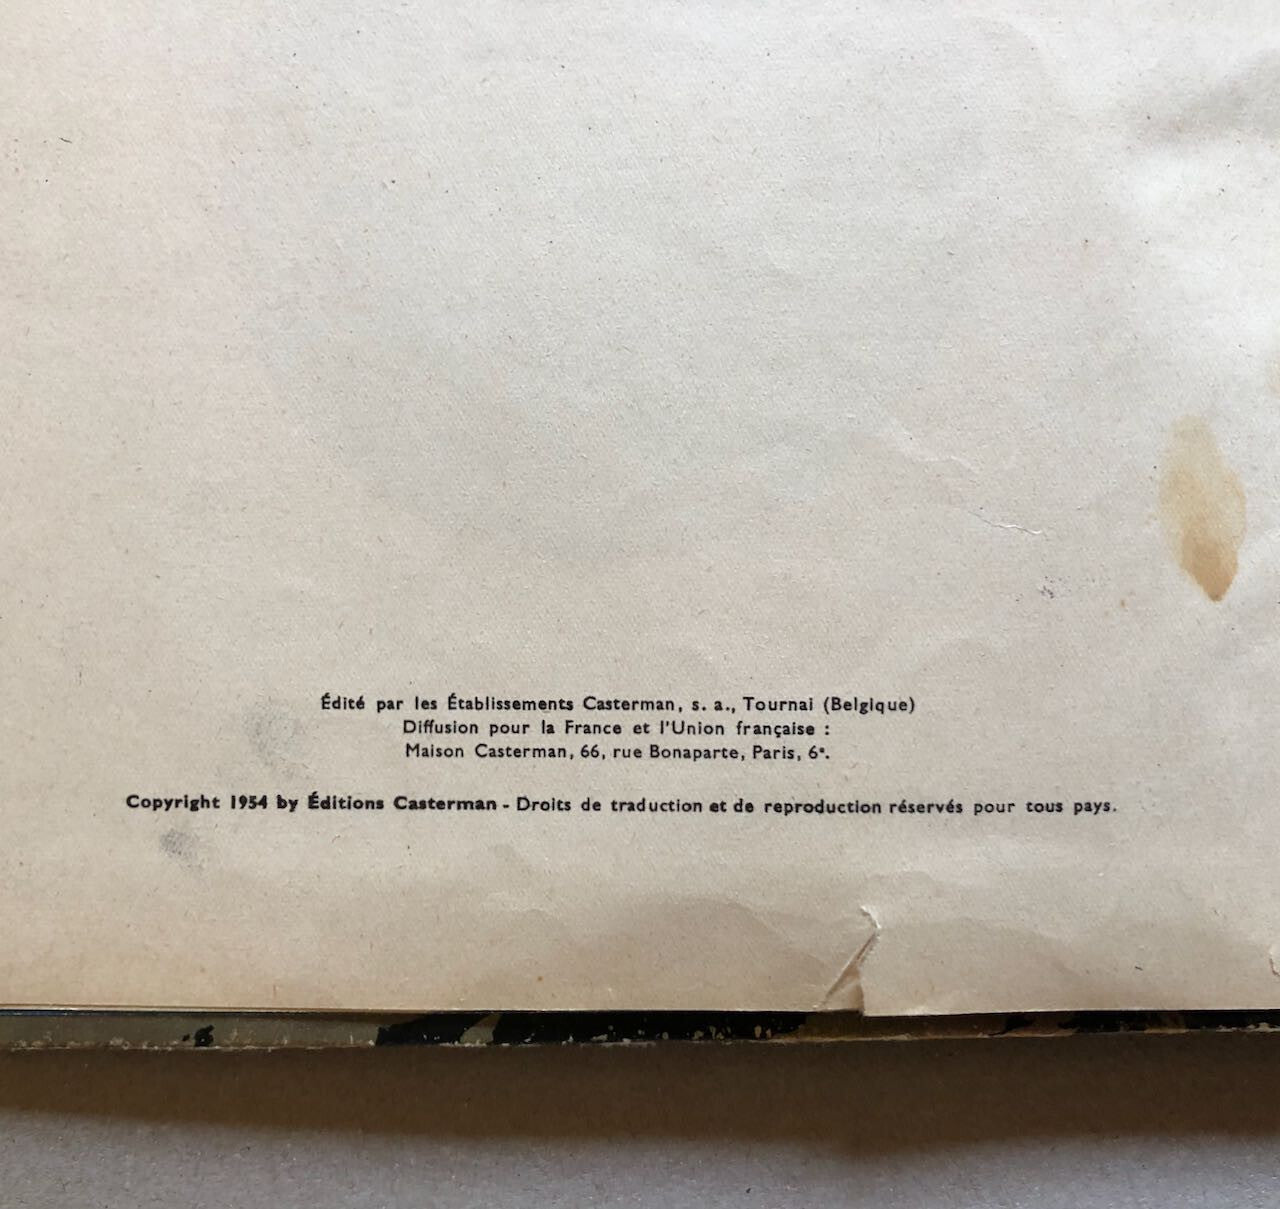 Édité par les Établissements Casterman, s. a., Tournai (Belgique)
Diffusion pour la France et l'Union française :
Maison Casterman, 66, rue Bonaparte, Paris, 6e.
Copyright 1954 by Éditions Casterman - Droits de traduction et de reproduction réservés pour tous pays.